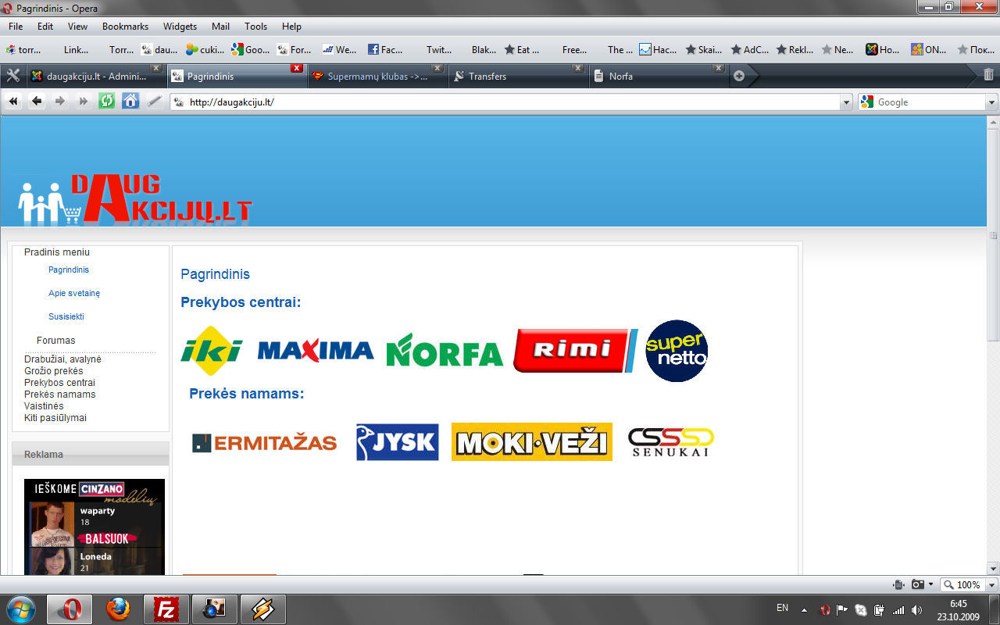 Pagrindinis - Opera
File Edit View Bookmarks Widgets Mail Tools Help
torr... Link... Torr... dau... cuki... Goo... For... We... Fac... Twit... Blak... Eat ... Free... The ... Hac... Skai... AdC... Rekl... Ne... Ho... ON... Пок...
daugakciju.lt - Admini... Pagrindinis Supermamų klubas ->... Transfers Norfa
http://daugakciju.lt/ Google
DAUG
AKCIJŲ.LT
Pradinis meniu
Pagrindinis
Apie svetainę
Susisiekti
Forumas
Drabužiai, avalynė
Grožio prekės
Prekybos centrai
Prekės namams
Vaistinės
Kiti pasiūlymai
Reklama
IEŠKOME CINZANO
modelių
waparty
18
BALSUOK
Loneda
21
Pagrindinis
Prekybos centrai:
iki MAXIMA NORFA Rimi super netto
Prekės namams:
ERMITAŽAS JYSK MOKI·VEŽI SENUKAI
100%
Fz
EN 6:45
23.10.2009